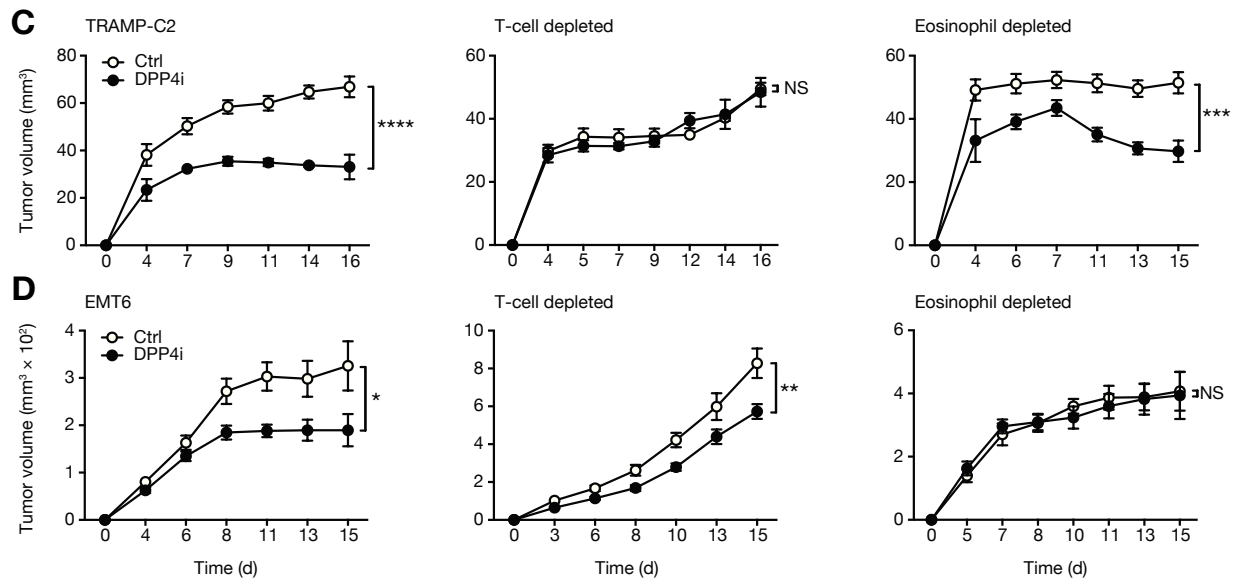 C
TRAMP-C2
T-cell depleted
Eosinophil depleted
Tumor volume (mm³)
80
60
40
20
0
Ctrl
DPP4i
****
0 4 7 9 11 14 16
60
40
20
0
NS
0 4 5 7 9 12 14 16
60
40
20
0
***
0 4 6 7 11 13 15
D
EMT6
T-cell depleted
Eosinophil depleted
Tumor volume (mm³ × 10²)
4
3
2
1
0
Ctrl
DPP4i
*
0 4 6 8 11 13 15
Time (d)
10
8
6
4
2
0
**
0 3 6 8 10 13 15
Time (d)
6
4
2
0
NS
0 5 7 8 10 11 13 15
Time (d)